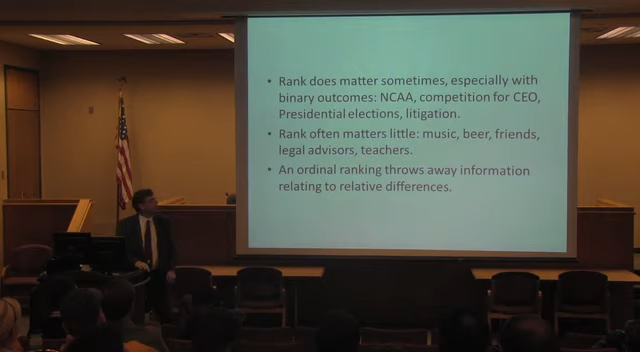 • Rank does matter sometimes, especially with
binary outcomes: NCAA, competition for CEO,
Presidential elections, litigation.
• Rank often matters little: music, beer, friends,
legal advisors, teachers.
• An ordinal ranking throws away information
relating to relative differences.